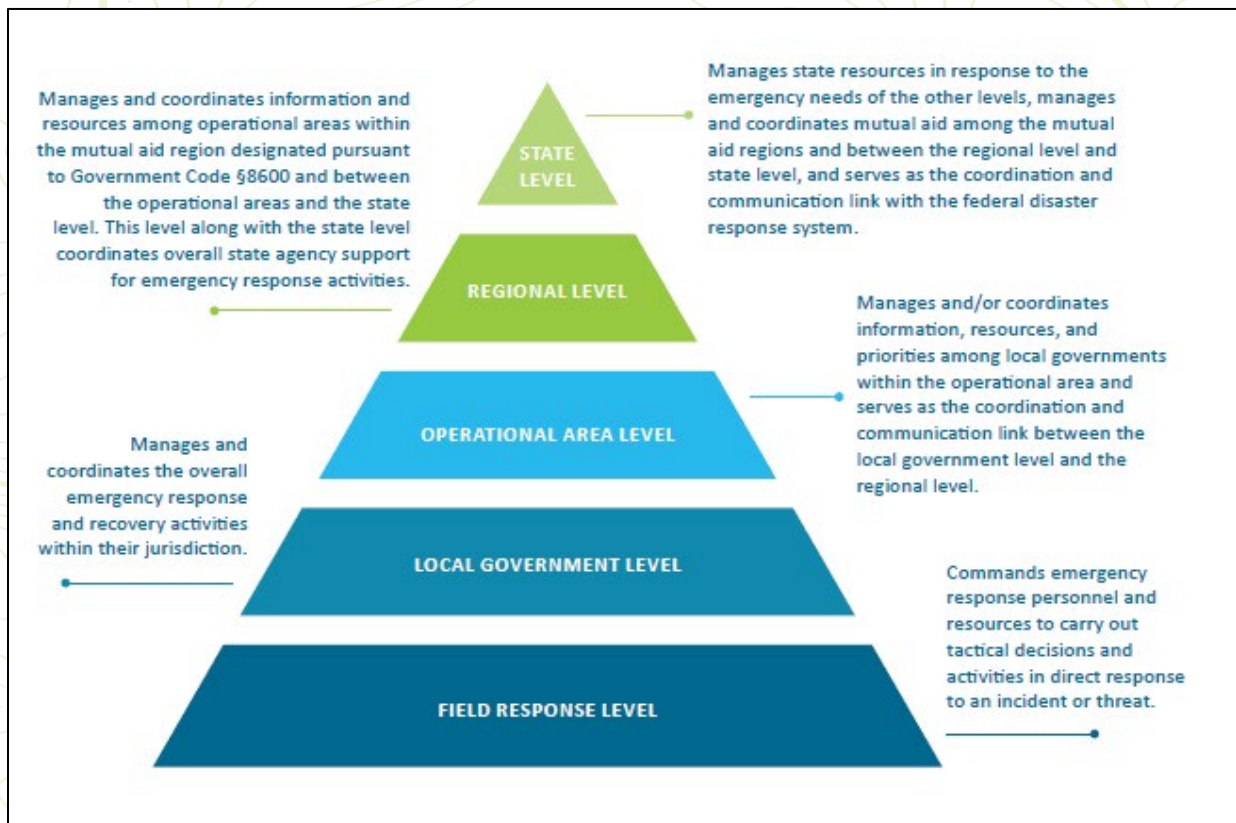 Manages and coordinates information and
resources among operational areas within
the mutual aid region designated pursuant
to Government Code §8600 and between
the operational areas and the state
level. This level along with the state level
coordinates overall state agency support
for emergency response activities.
Manages state resources in response to the
emergency needs of the other levels, manages
and coordinates mutual aid among the mutual
aid regions and between the regional level and
state level, and serves as the coordination and
communication link with the federal disaster
response system.
STATE
LEVEL
REGIONAL LEVEL
Manages and/or coordinates
information, resources, and
priorities among local governments
within the operational area and
serves as the coordination and
communication link between the
local government level and the
regional level.
OPERATIONAL AREA LEVEL
Manages and
coordinates the overall
emergency response
and recovery activities
within their jurisdiction.
LOCAL GOVERNMENT LEVEL
Commands emergency
response personnel and
resources to carry out
tactical decisions and
activities in direct response
to an incident or threat.
FIELD RESPONSE LEVEL